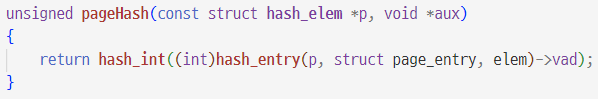 unsigned pageHash(const struct hash_elem *p, void *aux)
{
    return hash_int((int)hash_entry(p, struct page_entry, elem)->vad);
}